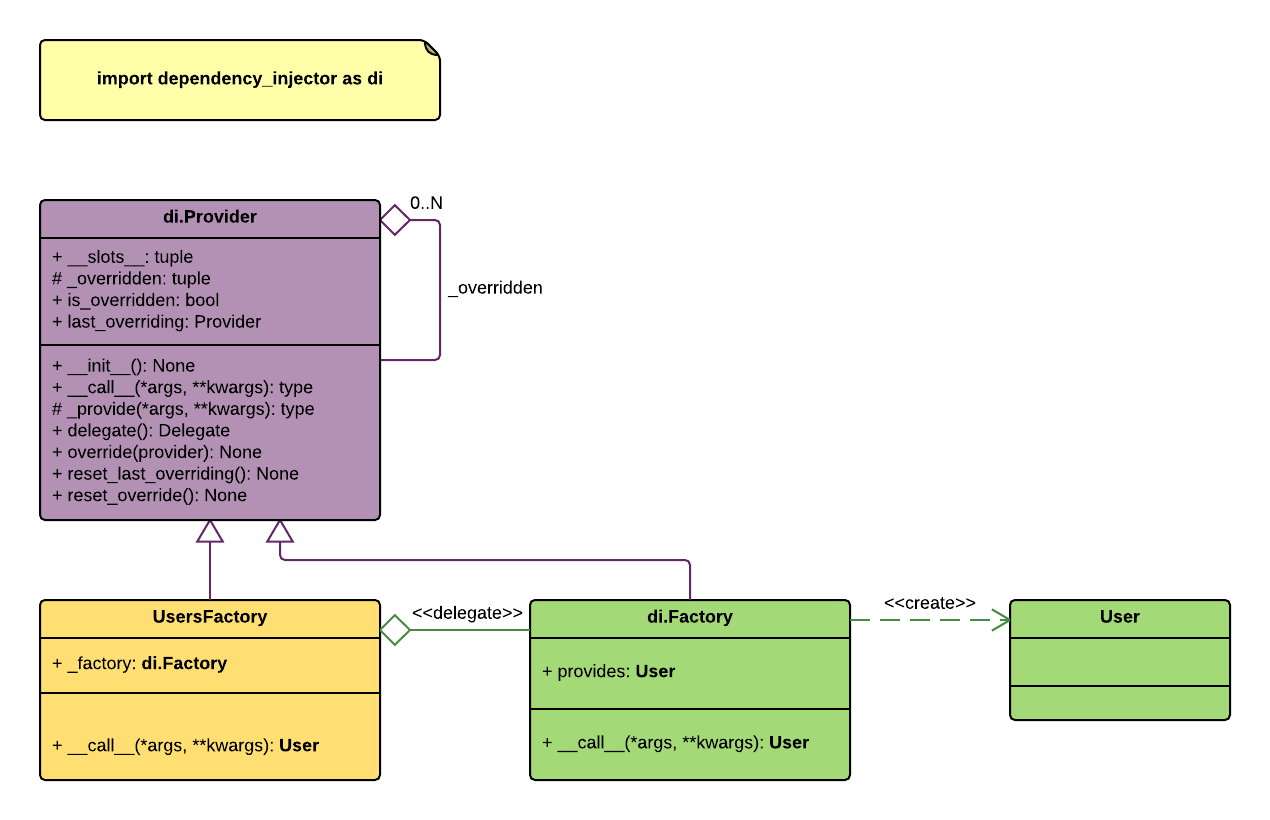 import dependency_injector as di
di.Provider
0..N
+ __slots__: tuple
# _overridden: tuple
+ is_overridden: bool
+ last_overriding: Provider
_overridden
+ __init__(): None
+ __call__(*args, **kwargs): type
# _provide(*args, **kwargs): type
+ delegate(): Delegate
+ override(provider): None
+ reset_last_overriding(): None
+ reset_override(): None
UsersFactory
+ _factory: di.Factory
+ __call__(*args, **kwargs): User
<<delegate>>
di.Factory
+ provides: User
+ __call__(*args, **kwargs): User
<<create>>
User